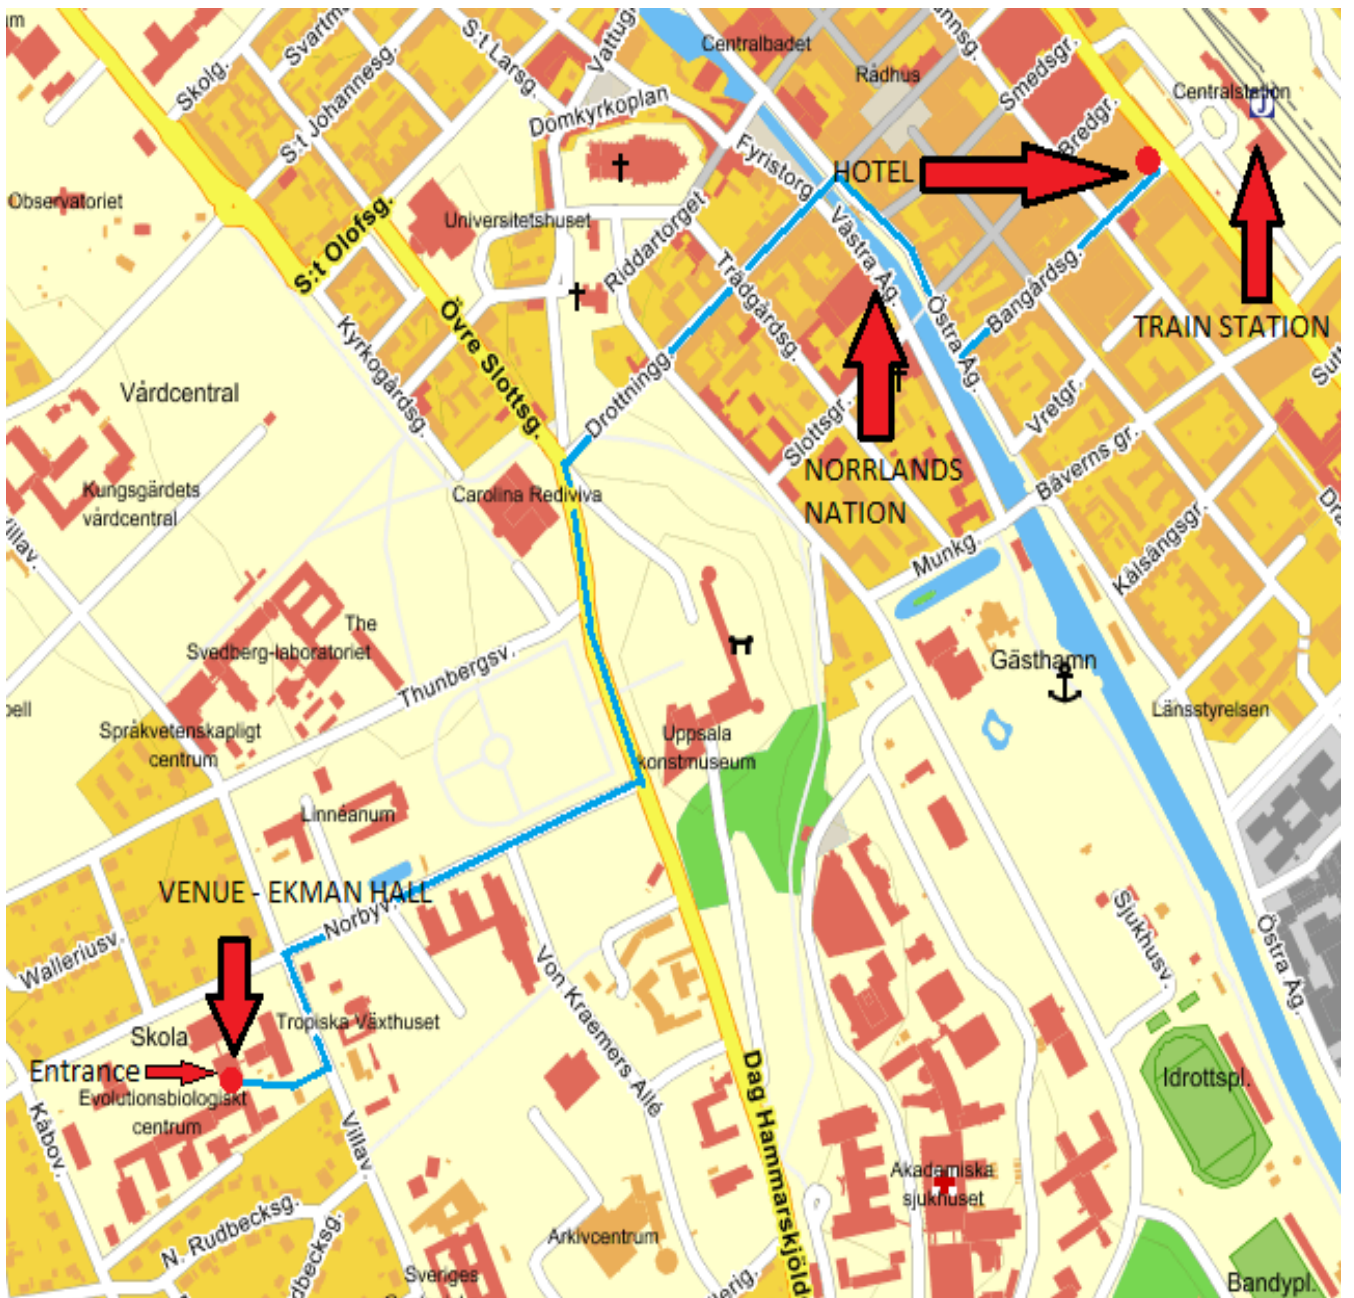 m
Svartm
S:t Larsg.
Vattug
Centralbadet
Rådhus
Smedsgr.
Centralstation
J
Skolg.
S:t Johannesg.
Domkyrkoplan
Fyristorg
HOTEL
Bredgr.
Observatoriet
Universitetshuset
S:t Olofsg.
Riddartorget
Västra Åg.
Trädgårdsg.
Bangårdsg.
Östra Åg.
TRAIN STATION
Övre Slottsg.
Kyrkogårdsg.
Vårdcentral
Drottningg.
Slottsgr.
Vretgr.
NORRLANDS
NATION
Bäverns gr.
Kungsgärdets
vårdcentral
Carolina Rediviva
Villav.
Munkg.
Kålsängsgr.
The
Svedberg-laboratoriet
Thunbergsv.
Gästhamn
Språkvetenskapligt
centrum
Uppsala
konstmuseum
Länsstyrelsen
Linnéanum
VENUE - EKMAN HALL
Norbyv.
Walleriusv.
Von Kraemers Allé
Sjukhusv.
Östra Åg.
Skola
Tropiska Växthuset
Entrance
Evolutionsbiologiskt
centrum
Kåbov.
Villav.
Dag Hammarskjöld
Idrottspl.
Akademiska
sjukhuset
N. Rudbecksg.
dbecksg.
Arkivcentrum
Sveriges
Bandypl.